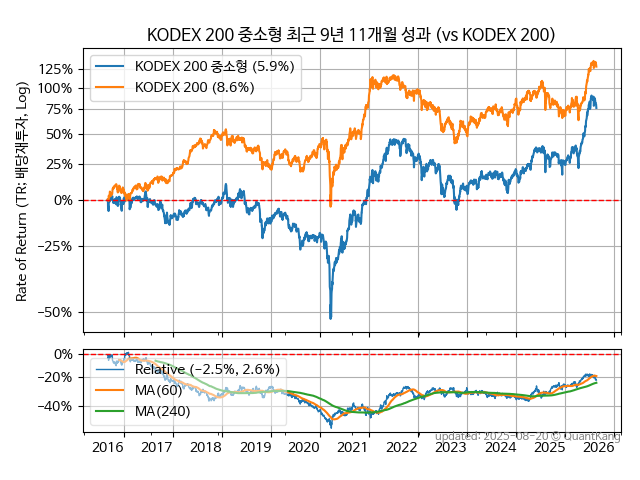 KODEX 200 중소형 최근 9년 11개월 성과 (vs KODEX 200)
KODEX 200 중소형 (5.9%)
KODEX 200 (8.6%)
Rate of Return (TR: 배당재투자, Log)
125%
100%
75%
50%
25%
0%
−25%
−50%
0%
−20%
−40%
Relative (−2.5%, 2.6%)
MA(60)
MA(240)
2016 2017 2018 2019 2020 2021 2022 2023 2024 2025 2026
updated: 2025-08-20 © QuantKang